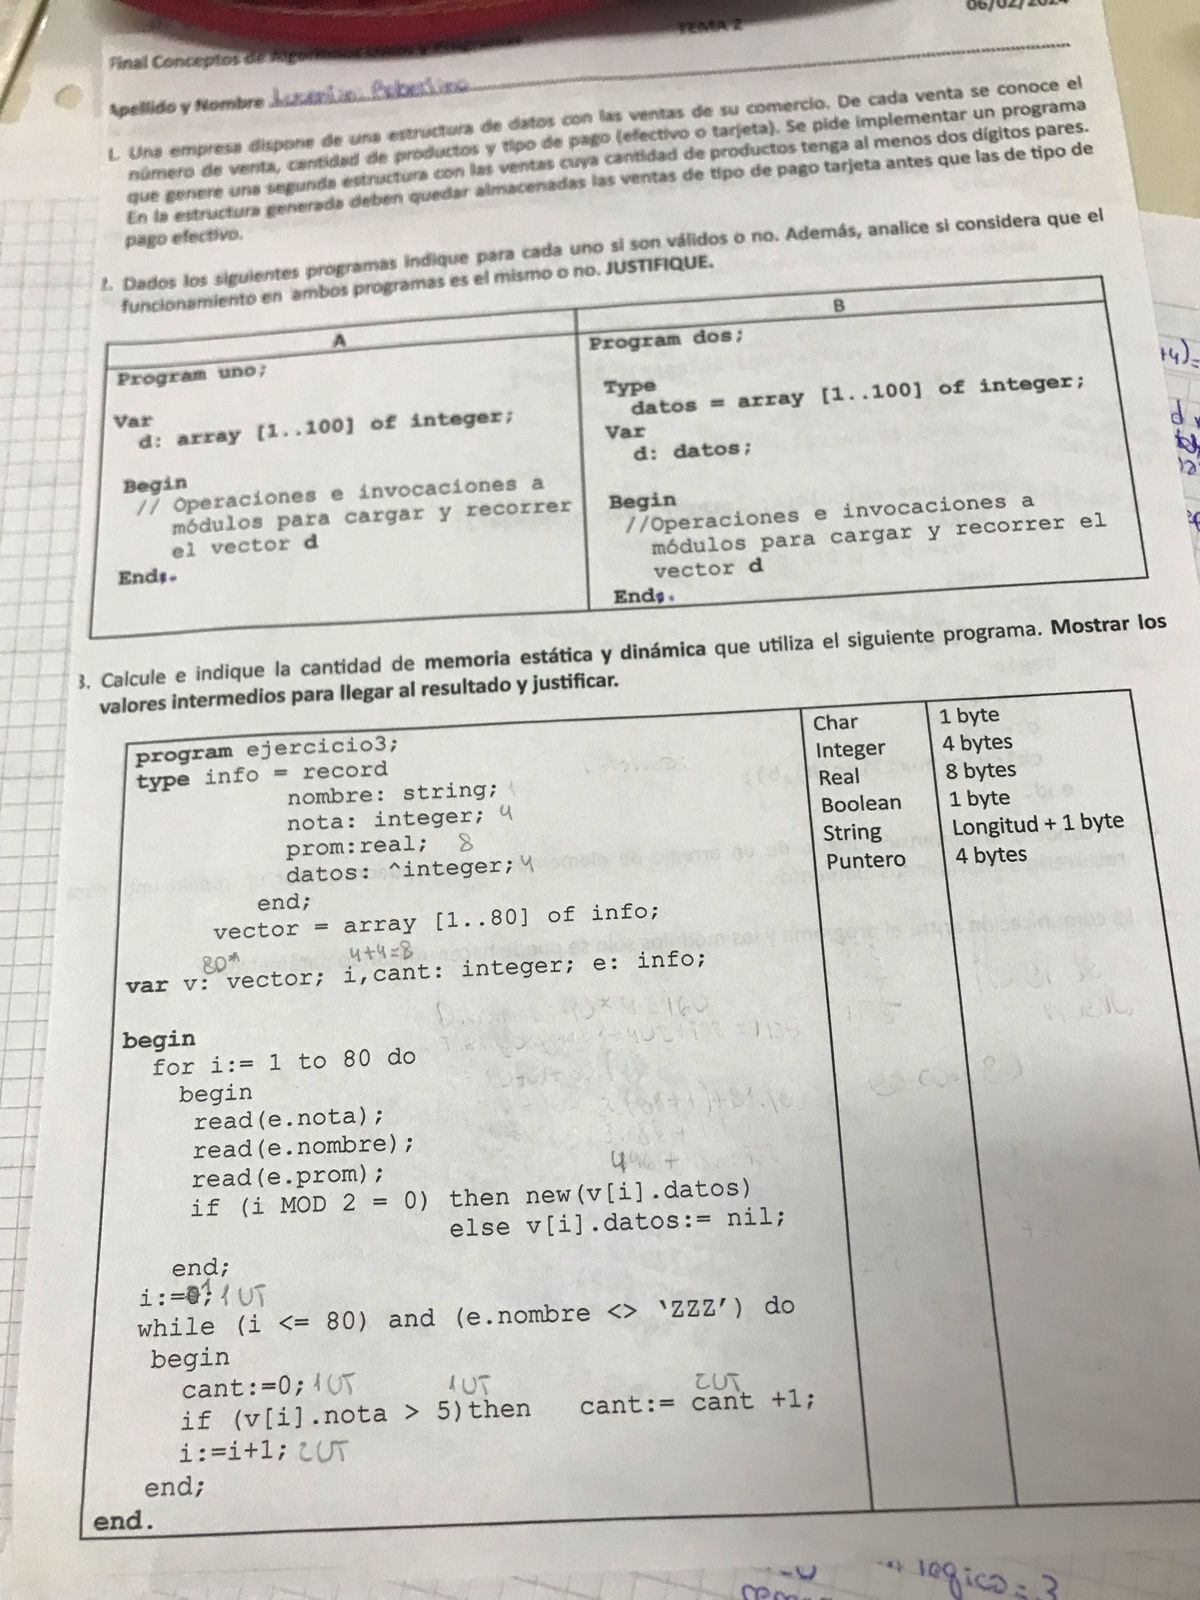 06/02/2024
TEMA 2
Final Conceptos de Algoritmos Datos y Programas
Apellido y Nombre
1. Una empresa dispone de una estructura de datos con las ventas de su comercio. De cada venta se conoce el
número de venta, cantidad de productos y tipo de pago (efectivo o tarjeta). Se pide implementar un programa
que genere una segunda estructura con las ventas cuya cantidad de productos tenga al menos dos dígitos pares.
En la estructura generada deben quedar almacenadas las ventas de tipo de pago tarjeta antes que las de tipo de
pago efectivo.
2. Dados los siguientes programas indique para cada uno si son válidos o no. Además, analice si considera que el
funcionamiento en ambos programas es el mismo o no. JUSTIFIQUE.
A
Program uno;
Var
d: array [1..100] of integer;
Begin
// Operaciones e invocaciones a
módulos para cargar y recorrer
el vector d
End;.
B
Program dos;
Type
datos = array [1..100] of integer;
Var
d: datos;
Begin
//Operaciones e invocaciones a
módulos para cargar y recorrer el
vector d
End;.
3. Calcule e indique la cantidad de memoria estática y dinámica que utiliza el siguiente programa. Mostrar los
valores intermedios para llegar al resultado y justificar.
program ejercicio3;
type info = record
nombre: string;
nota: integer; 4
prom:real; 8
datos: ^integer; 4
end;
vector = array [1..80] of info;
80* 4+4=8
var v: vector; i,cant: integer; e: info;
begin
for i:= 1 to 80 do
begin
read(e.nota);
read(e.nombre);
read(e.prom);
if (i MOD 2 = 0) then new(v[i].datos)
else v[i].datos:= nil;
end;
i:=1; 1UT
while (i <= 80) and (e.nombre <> ‘ZZZ’) do
begin
cant:=0; 1UT 1UT 2UT
if (v[i].nota > 5)then cant:= cant +1;
i:=i+1; 2UT
end;
end.
Char 1 byte
Integer 4 bytes
Real 8 bytes
Boolean 1 byte
String Longitud + 1 byte
Puntero 4 bytes
+4)=
logico = 3